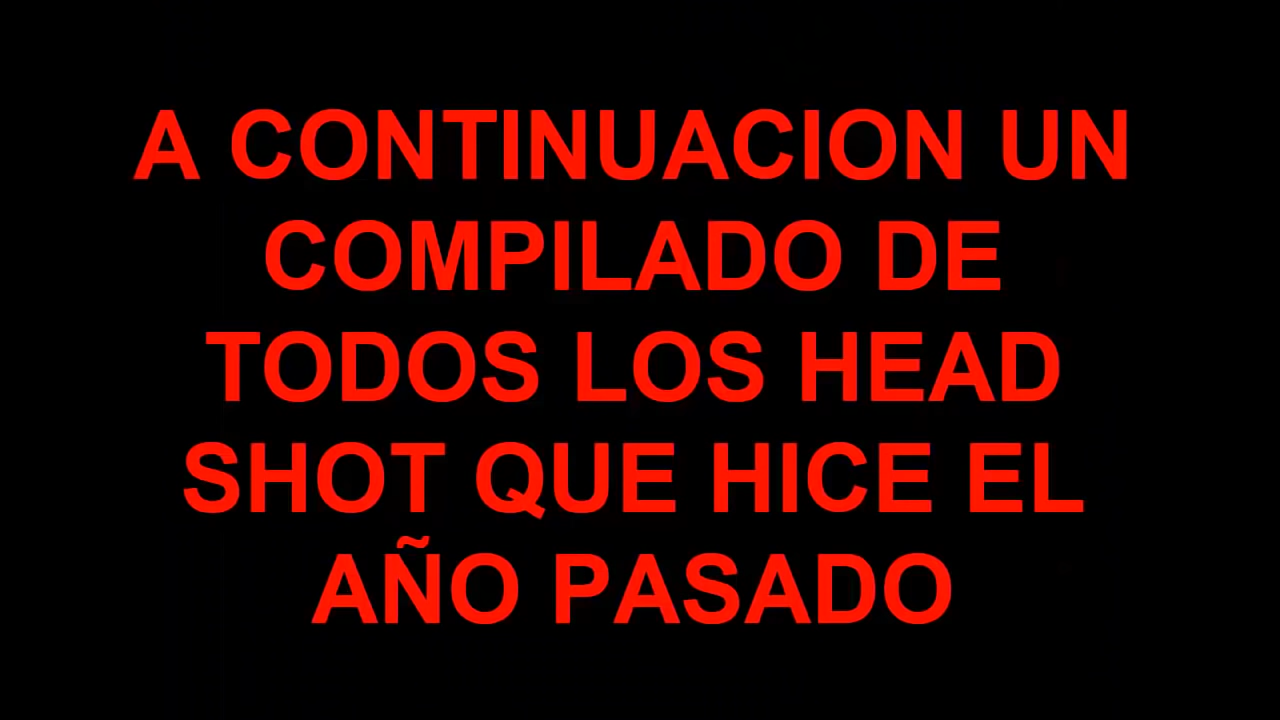 A CONTINUACION UN
COMPILADO DE
TODOS LOS HEAD
SHOT QUE HICE EL
AÑO PASADO